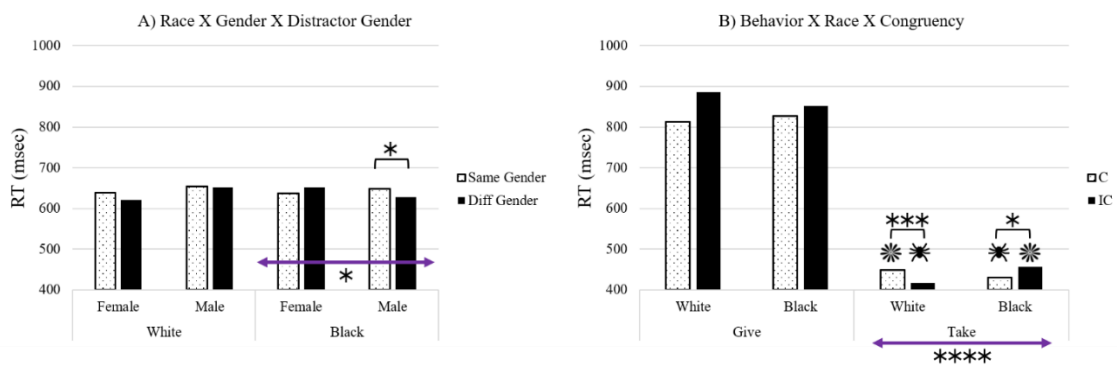 A) Race X Gender X Distractor Gender
1000
900
800
700
600
500
400
RT (msec)
*
*
Female
Male
Female
Male
White
Black
Same Gender
Diff Gender
B) Behavior X Race X Congruency
1000
900
800
700
600
500
400
RT (msec)
***
*
White
Black
White
Black
Give
Take
****
C
IC